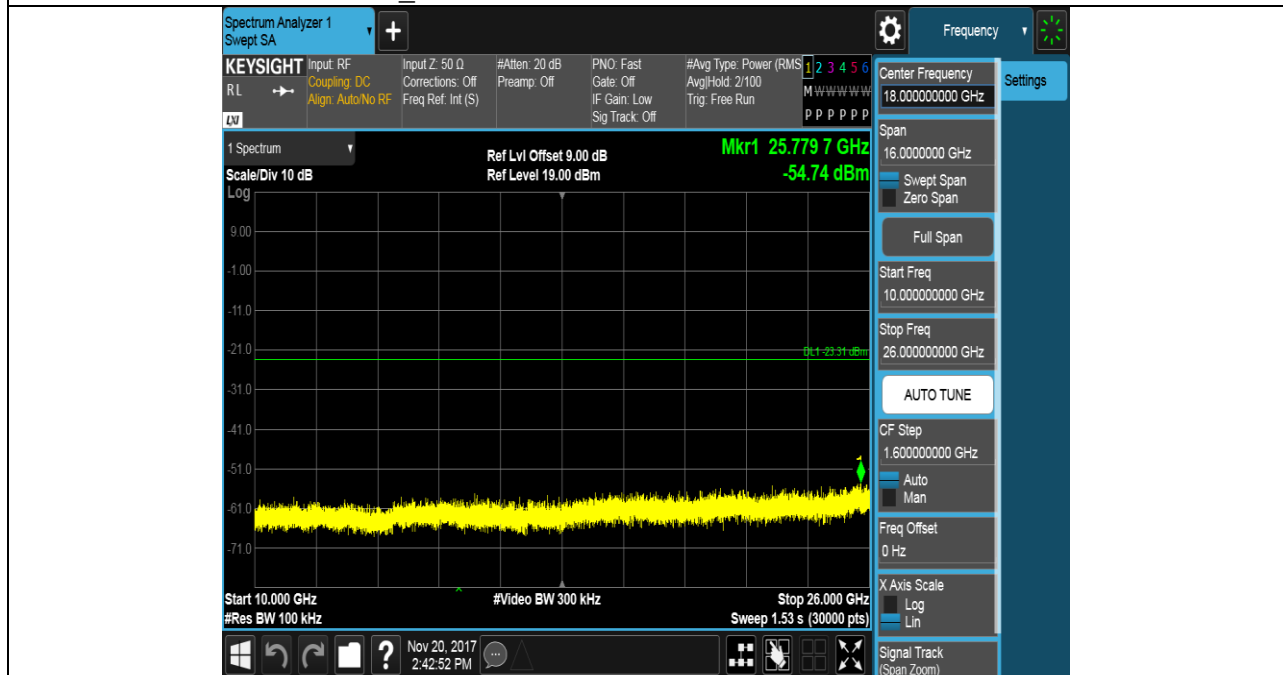 Spectrum Analyzer 1
Swept SA
+
Frequency
KEYSIGHT
RL
LXI
Input: RF
Coupling: DC
Align: Auto/No RF
Input Z: 50 Ω
Corrections: Off
Freq Ref: Int (S)
#Atten: 20 dB
Preamp: Off
PNO: Fast
Gate: Off
IF Gain: Low
Sig Track: Off
#Avg Type: Power (RMS
Avg|Hold: 2/100
Trig: Free Run
1 2 3 4 5 6
M W W W W W
P P P P P P
Center Frequency
18.000000000 GHz
Settings
Span
16.0000000 GHz
Swept Span
Zero Span
Full Span
Start Freq
10.000000000 GHz
Stop Freq
26.000000000 GHz
AUTO TUNE
CF Step
1.600000000 GHz
Auto
Man
Freq Offset
0 Hz
X Axis Scale
Log
Lin
Signal Track
(Span Zoom)
1 Spectrum
Scale/Div 10 dB
Ref Lvl Offset 9.00 dB
Ref Level 19.00 dBm
Mkr1 25.779 7 GHz
-54.74 dBm
Log
9.00
-1.00
-11.0
-21.0
DL1 -23.31 dBm
-31.0
-41.0
-51.0
1
-61.0
-71.0
Start 10.000 GHz
#Video BW 300 kHz
Stop 26.000 GHz
#Res BW 100 kHz
Sweep 1.53 s (30000 pts)
?
Nov 20, 2017
2:42:52 PM